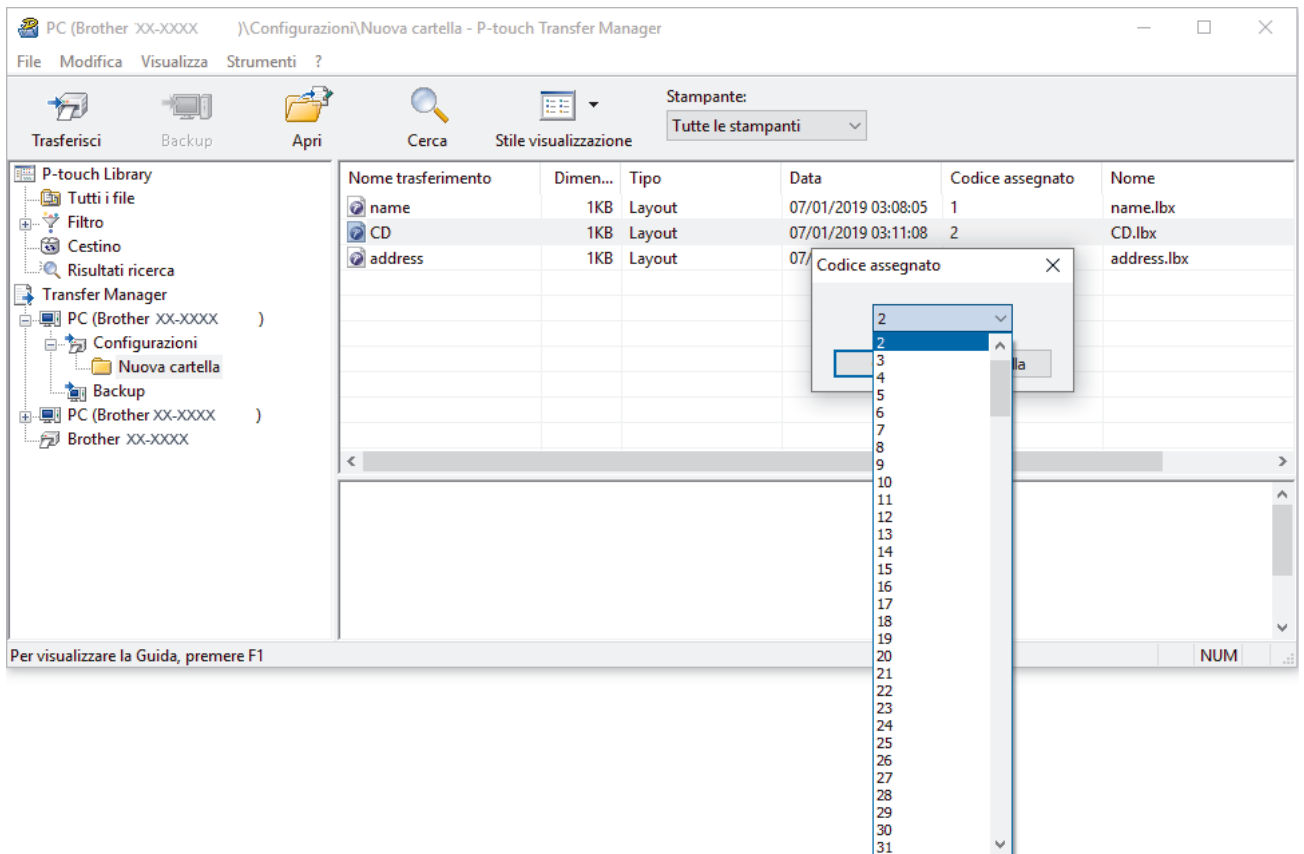 PC (Brother XX-XXXX )\Configurazioni\Nuova cartella - P-touch Transfer Manager
File Modifica Visualizza Strumenti ?
Trasferisci Backup Apri Cerca Stile visualizzazione
Stampante:
Tutte le stampanti
P-touch Library
Tutti i file
Filtro
Cestino
Risultati ricerca
Transfer Manager
PC (Brother XX-XXXX )
Configurazioni
Nuova cartella
Backup
PC (Brother XX-XXXX )
Brother XX-XXXX
Nome trasferimento Dimen... Tipo Data Codice assegnato Nome
name 1KB Layout 07/01/2019 03:08:05 1 name.lbx
CD 1KB Layout 07/01/2019 03:11:08 2 CD.lbx
address 1KB Layout 07/ address.lbx
Codice assegnato
2
2
3
4
5
6
7
8
9
10
11
12
13
14
15
16
17
18
19
20
21
22
23
24
25
26
27
28
29
30
31
Per visualizzare la Guida, premere F1 NUM